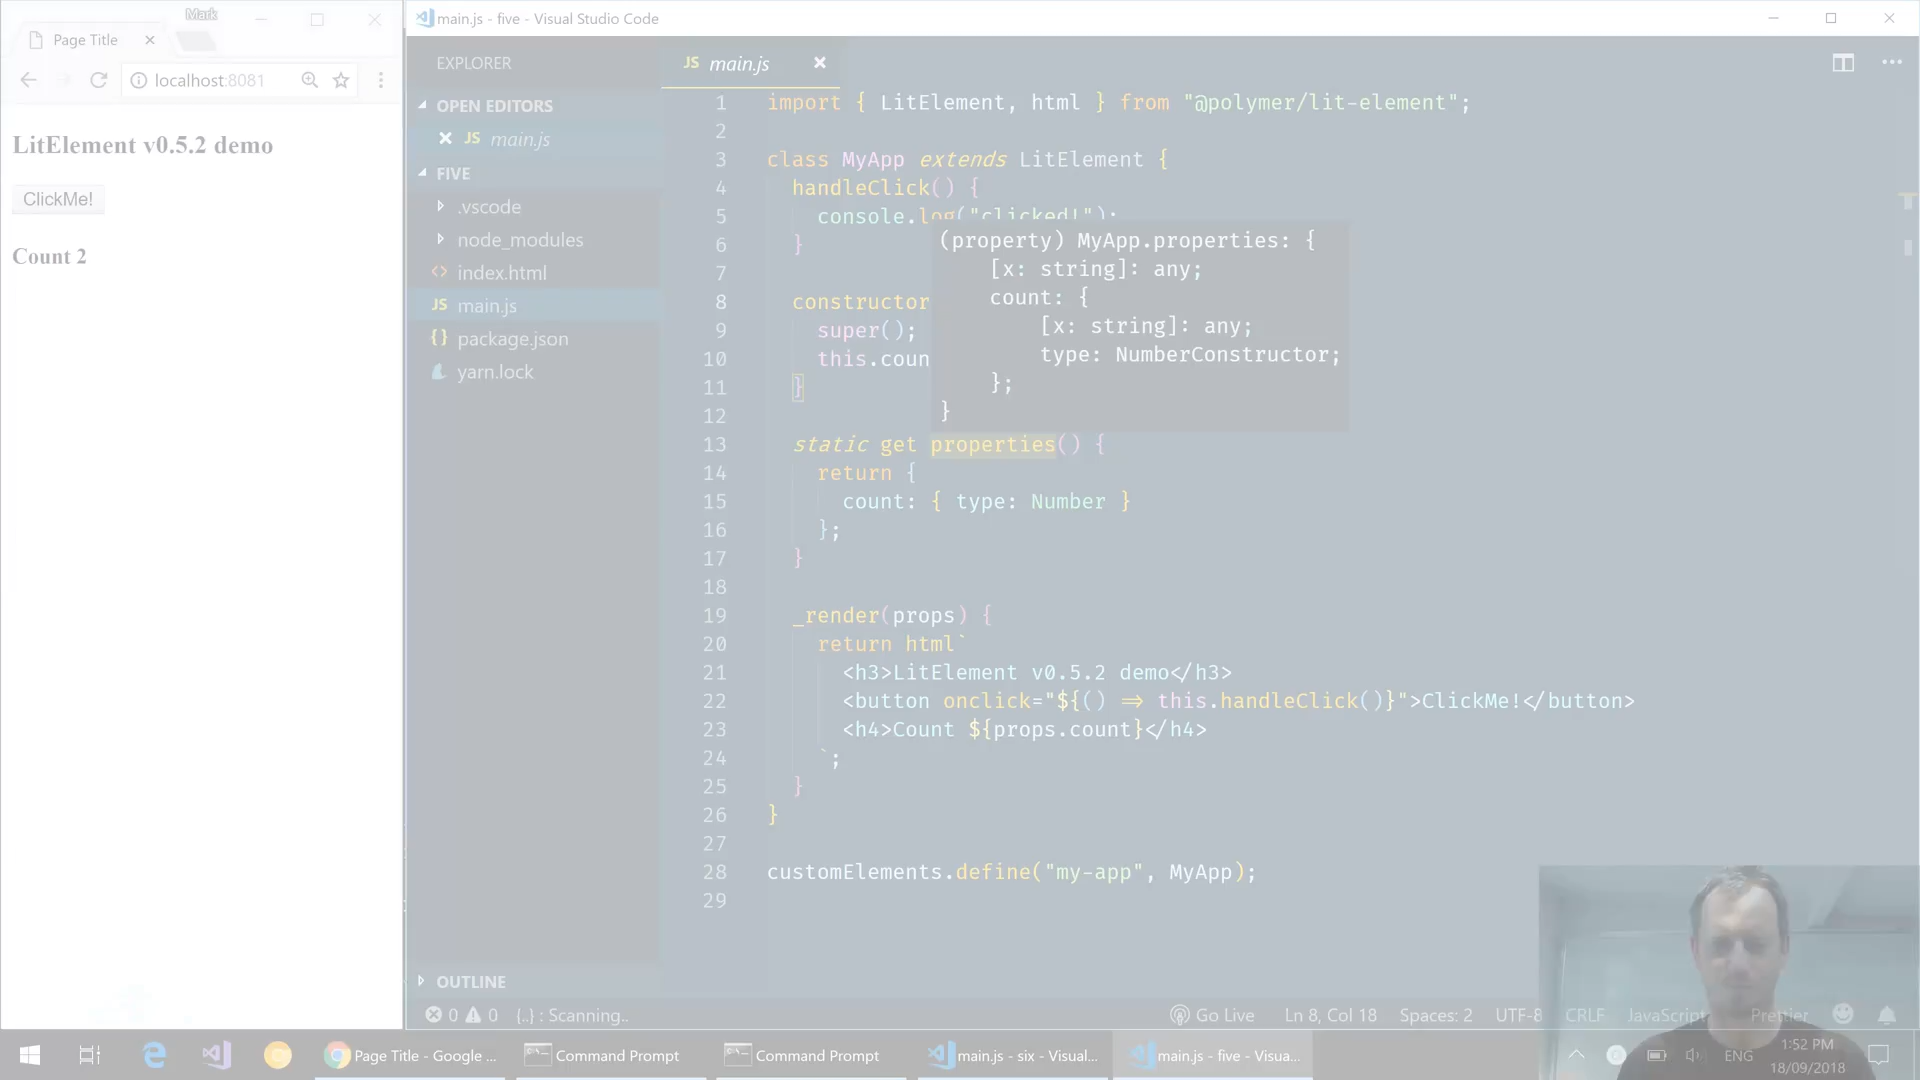 Mark
Page Title
localhost:8081
LitElement v0.5.2 demo
ClickMe!
Count 2
main.js - five - Visual Studio Code
EXPLORER
OPEN EDITORS
JS main.js
FIVE
.vscode
node_modules
<> index.html
JS main.js
{} package.json
yarn.lock
OUTLINE
JS main.js
1 import { LitElement, html } from "@polymer/lit-element";
2
3 class MyApp extends LitElement {
4 handleClick() {
5 console.log("clicked!");
6 }
7
8 constructor
9 super();
10 this.coun
11 }
12
13 static get properties() {
14 return {
15 count: { type: Number }
16 };
17 }
18
19 _render(props) {
20 return html`
21 <h3>LitElement v0.5.2 demo</h3>
22 <button onclick="${() => this.handleClick()}">ClickMe!</button>
23 <h4>Count ${props.count}</h4>
24 `;
25 }
26 }
27
28 customElements.define("my-app", MyApp);
29
(property) MyApp.properties: {
[x: string]: any;
count: {
[x: string]: any;
type: NumberConstructor;
};
}
0 0 {..} : Scanning..
Go Live Ln 8, Col 18 Spaces: 2 UTF-8 CRLF JavaScript Prettier
Page Title - Google ...
Command Prompt
Command Prompt
main.js - six - Visual...
main.js - five - Visua...
ENG
1:52 PM
18/09/2018